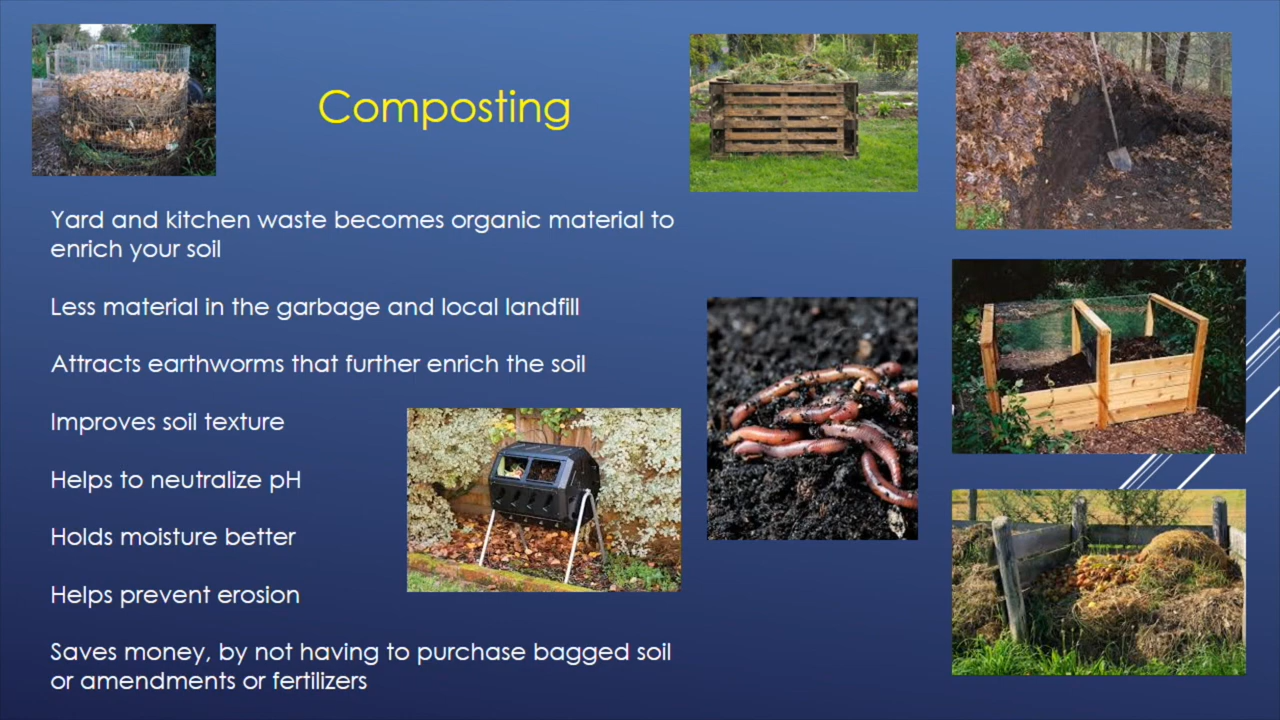 Composting
Yard and kitchen waste becomes organic material to
enrich your soil
Less material in the garbage and local landfill
Attracts earthworms that further enrich the soil
Improves soil texture
Helps to neutralize pH
Holds moisture better
Helps prevent erosion
Saves money, by not having to purchase bagged soil
or amendments or fertilizers